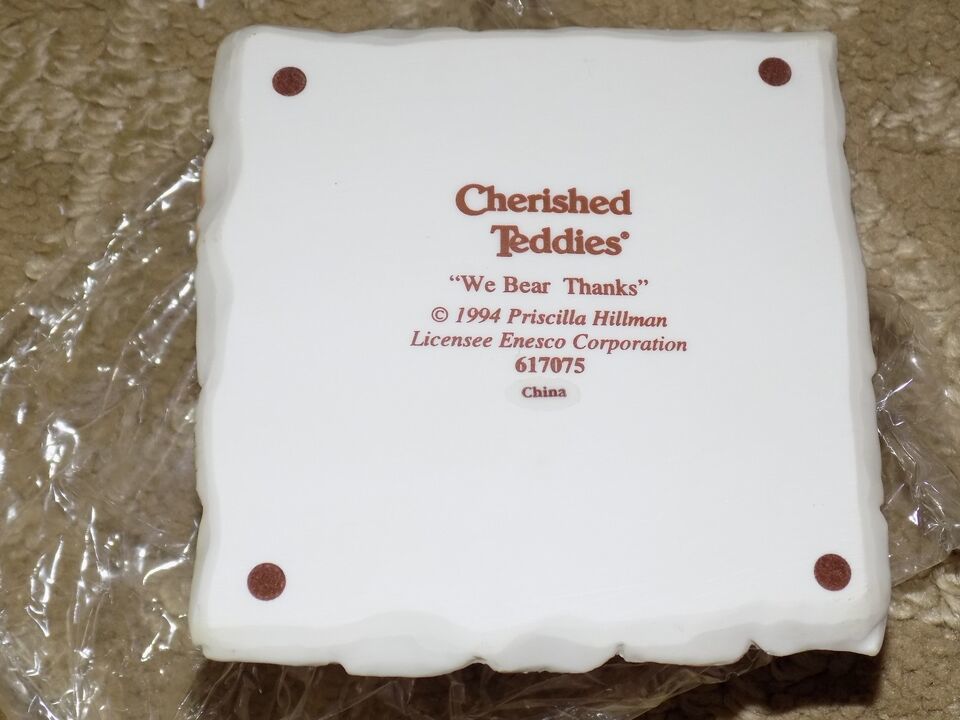 Cherished
Teddies®
“We Bear Thanks”
© 1994 Priscilla Hillman
Licensee Enesco Corporation
617075
China